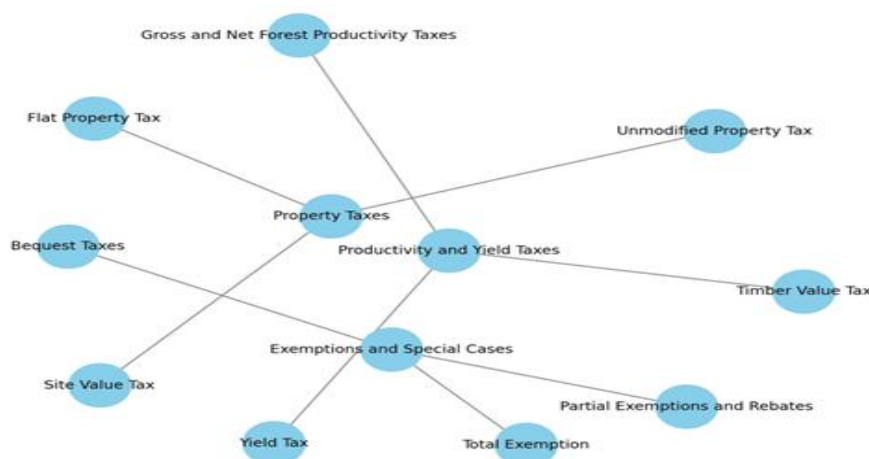 Gross and Net Forest Productivity Taxes
Flat Property Tax
Unmodified Property Tax
Property Taxes
Bequest Taxes
Productivity and Yield Taxes
Timber Value Tax
Exemptions and Special Cases
Site Value Tax
Partial Exemptions and Rebates
Yield Tax
Total Exemption